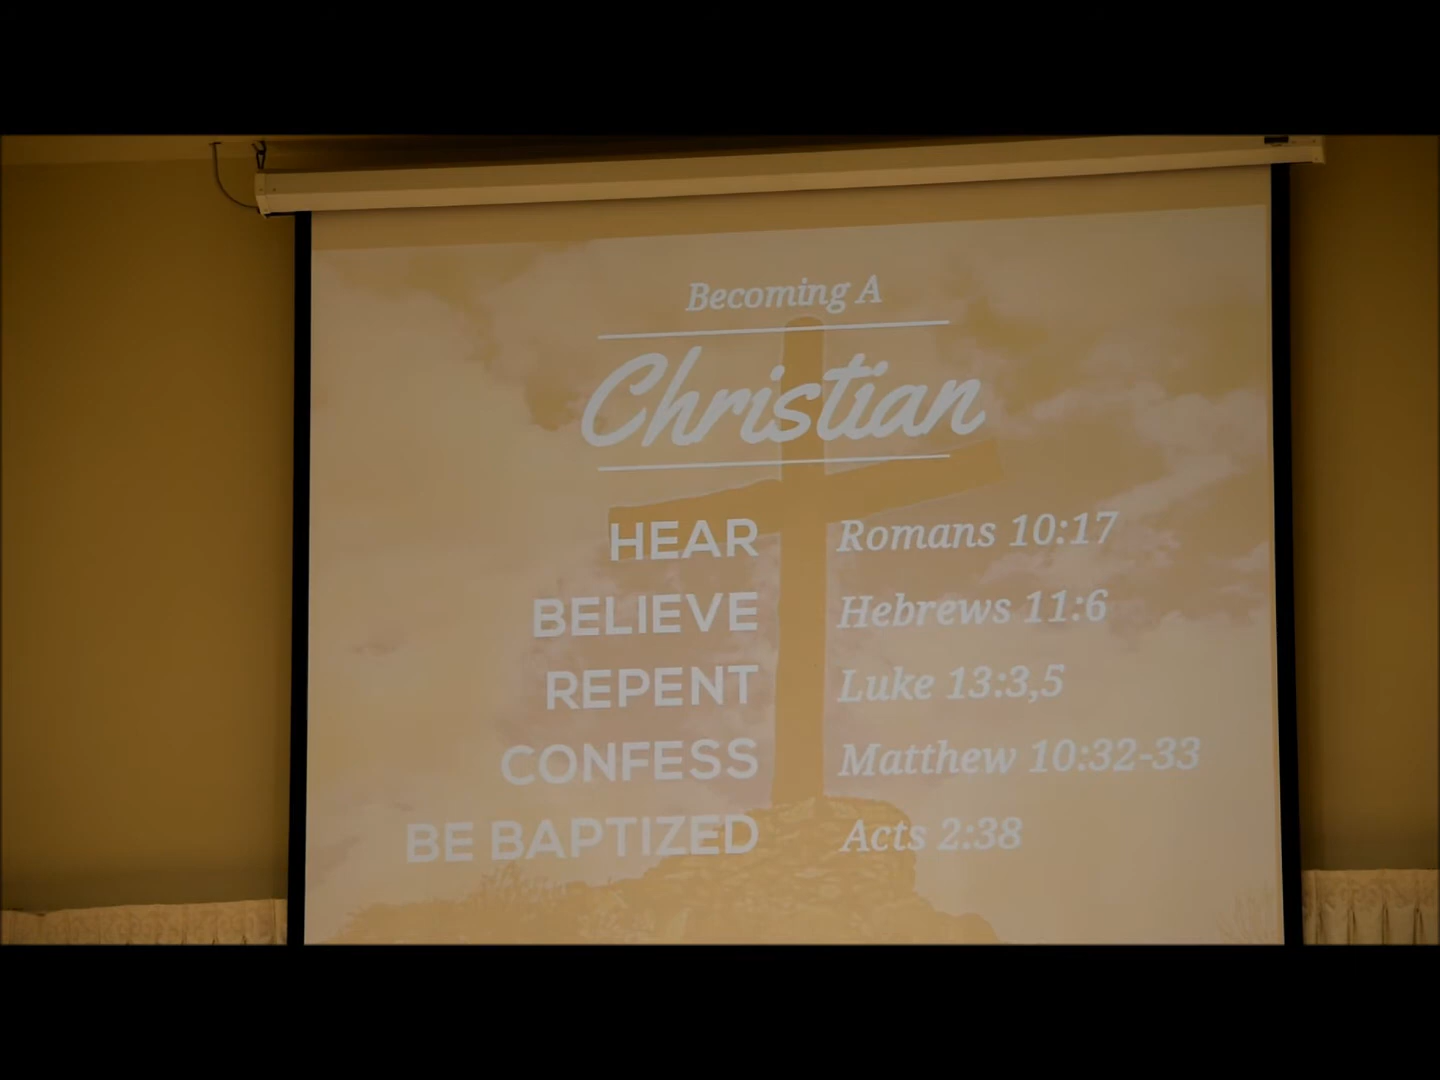 Becoming A
Christian
HEAR Romans 10:17
BELIEVE Hebrews 11:6
REPENT Luke 13:3,5
CONFESS Matthew 10:32-33
BE BAPTIZED Acts 2:38